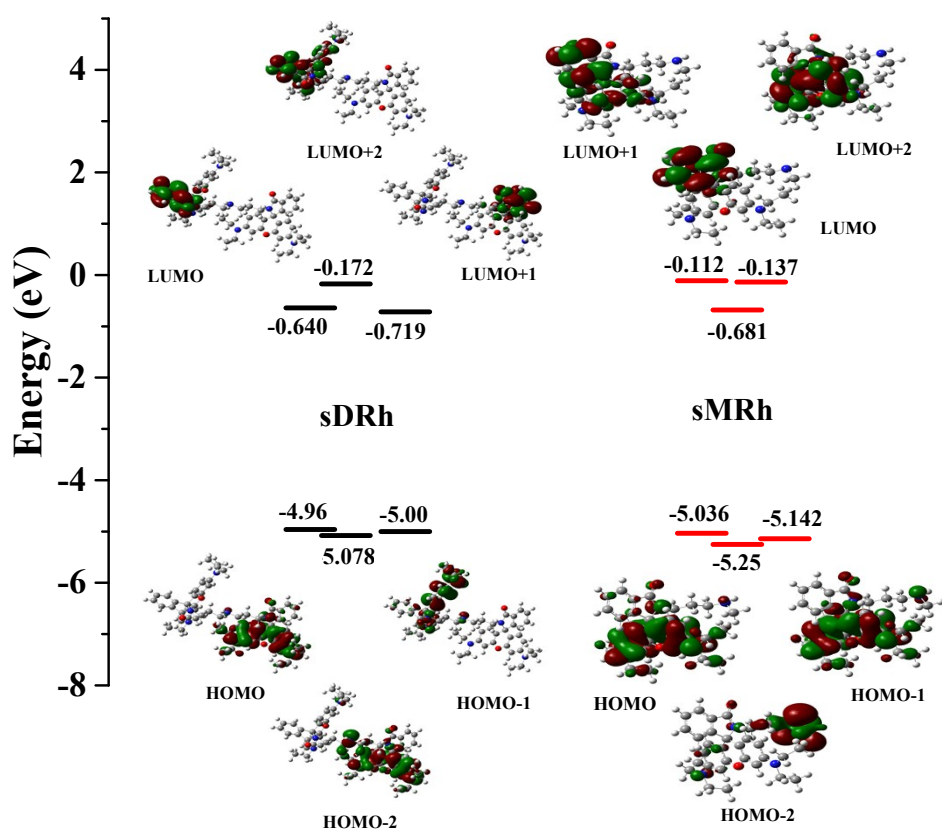 Energy (eV)
4
2
0
-2
-4
-6
-8
LUMO+2
LUMO
LUMO+1
-0.172
-0.640
-0.719
sDRh
-4.96
-5.00
5.078
HOMO
HOMO-1
HOMO-2
LUMO+1
LUMO+2
LUMO
-0.112
-0.137
-0.681
sMRh
-5.036
-5.142
-5.25
HOMO
HOMO-1
HOMO-2